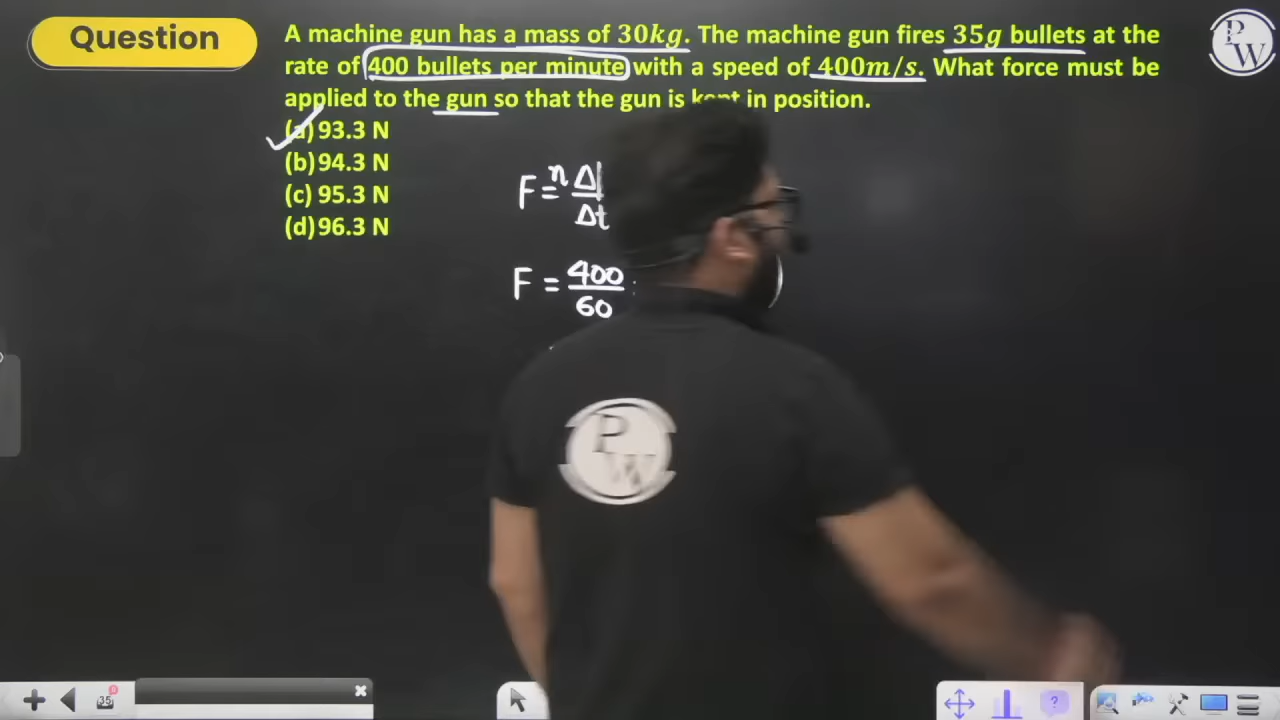 Question
A machine gun has a mass of 30kg. The machine gun fires 35g bullets at the
rate of 400 bullets per minute with a speed of 400m/s. What force must be
applied to the gun so that the gun is kept in position.
(a) 93.3 N
(b) 94.3 N
(c) 95.3 N
(d) 96.3 N
F = n Δ
Δt
F = 400
60
P
W
P
W
35